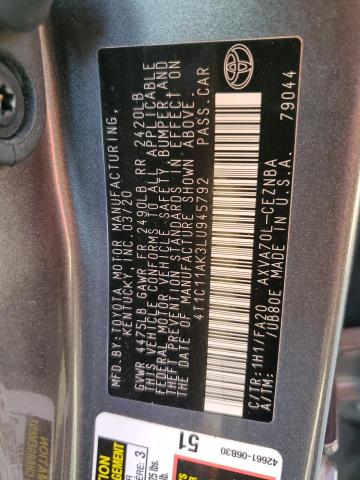 MFD.BY:TOYOTA MOTOR MANUFACTURING,
KENTUCKY, INC. 03/20
GVWR 4475LB GAWR FR 2490LB RR 2420LB
THIS VEHICLE CONFORMS TO ALL APPLICABLE
FEDERAL MOTOR VEHICLE SAFETY, BUMPER AND
THEFT PREVENTION STANDARDS IN EFFECT ON
THE DATE OF MANUFACTURE SHOWN ABOVE.
4T1C11AK3LU945792 PASS.CAR
C/TR:1H1/FA20 AXVA70L-CEZNBA
A/TM: /UB80E U.S.A. 79044
42661-06B30
51
3